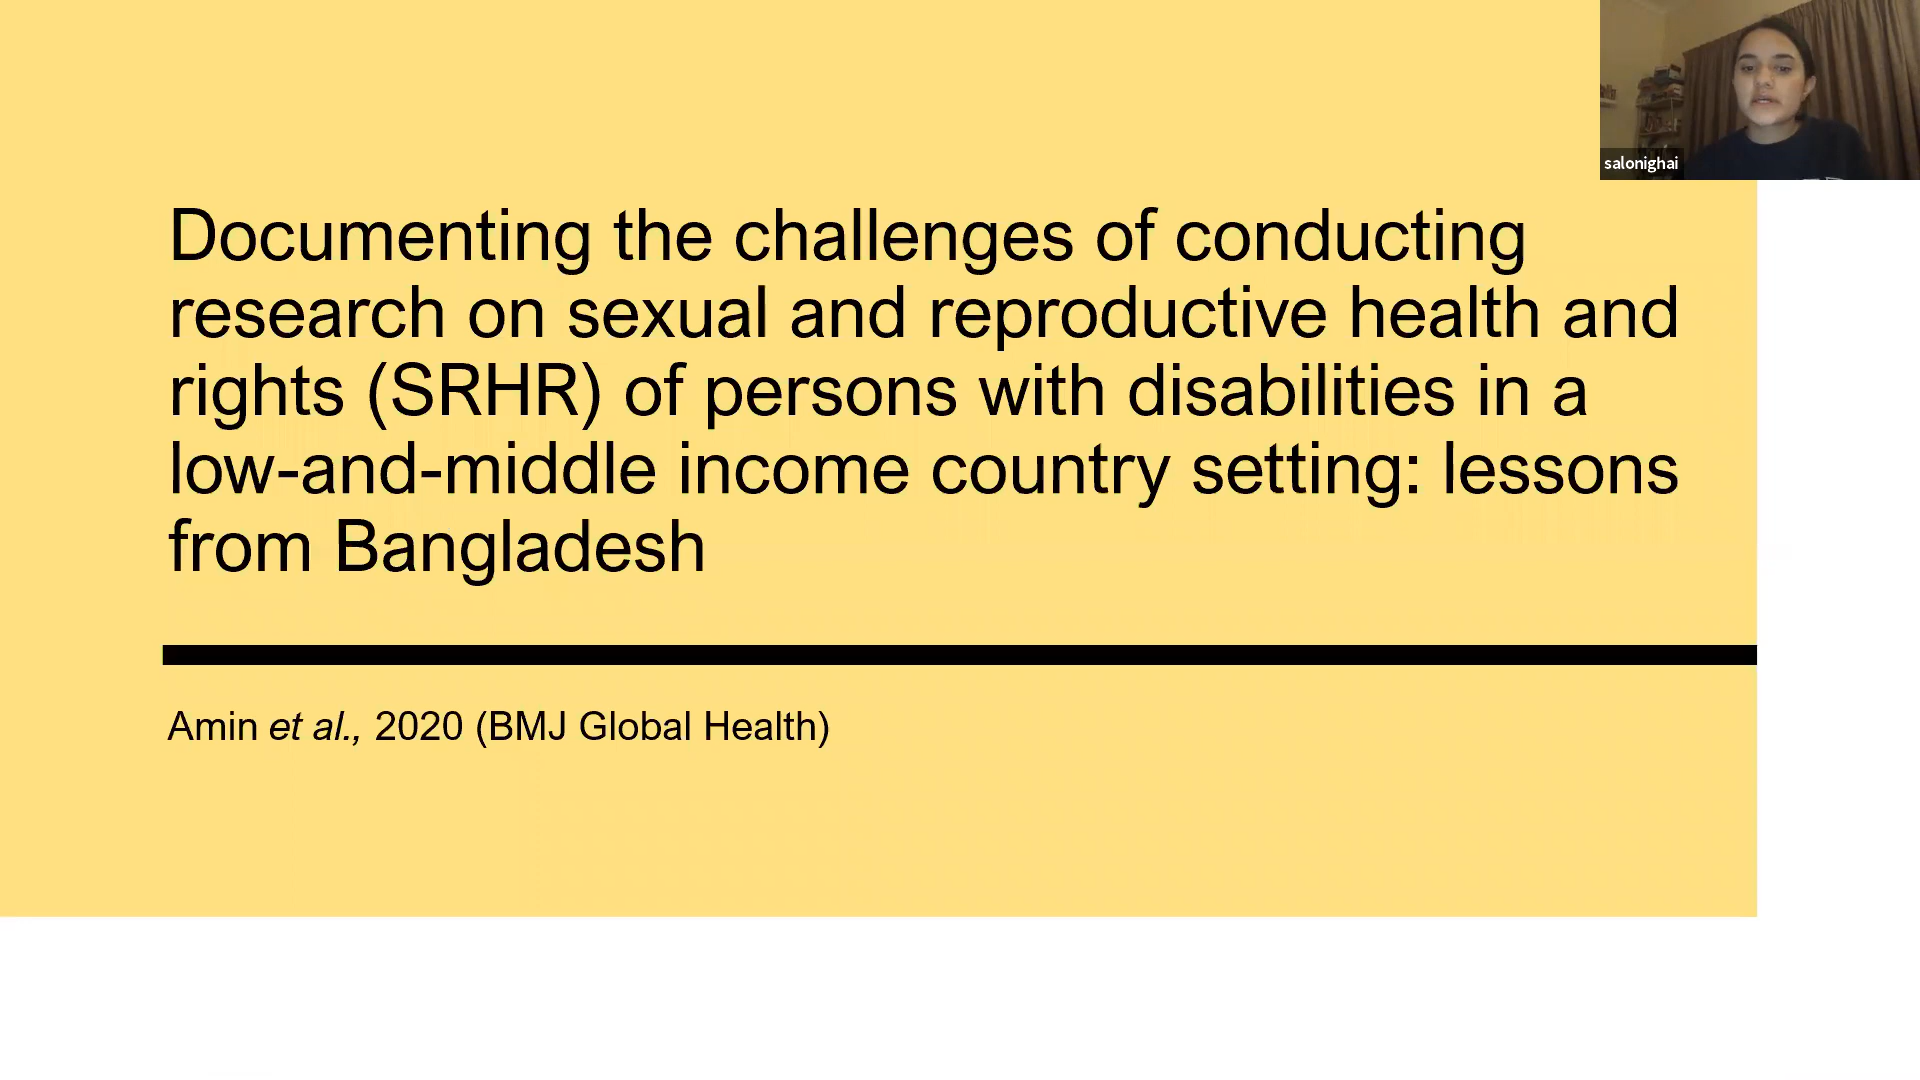 salonighai
Documenting the challenges of conducting
research on sexual and reproductive health and
rights (SRHR) of persons with disabilities in a
low-and-middle income country setting: lessons
from Bangladesh
Amin et al., 2020 (BMJ Global Health)